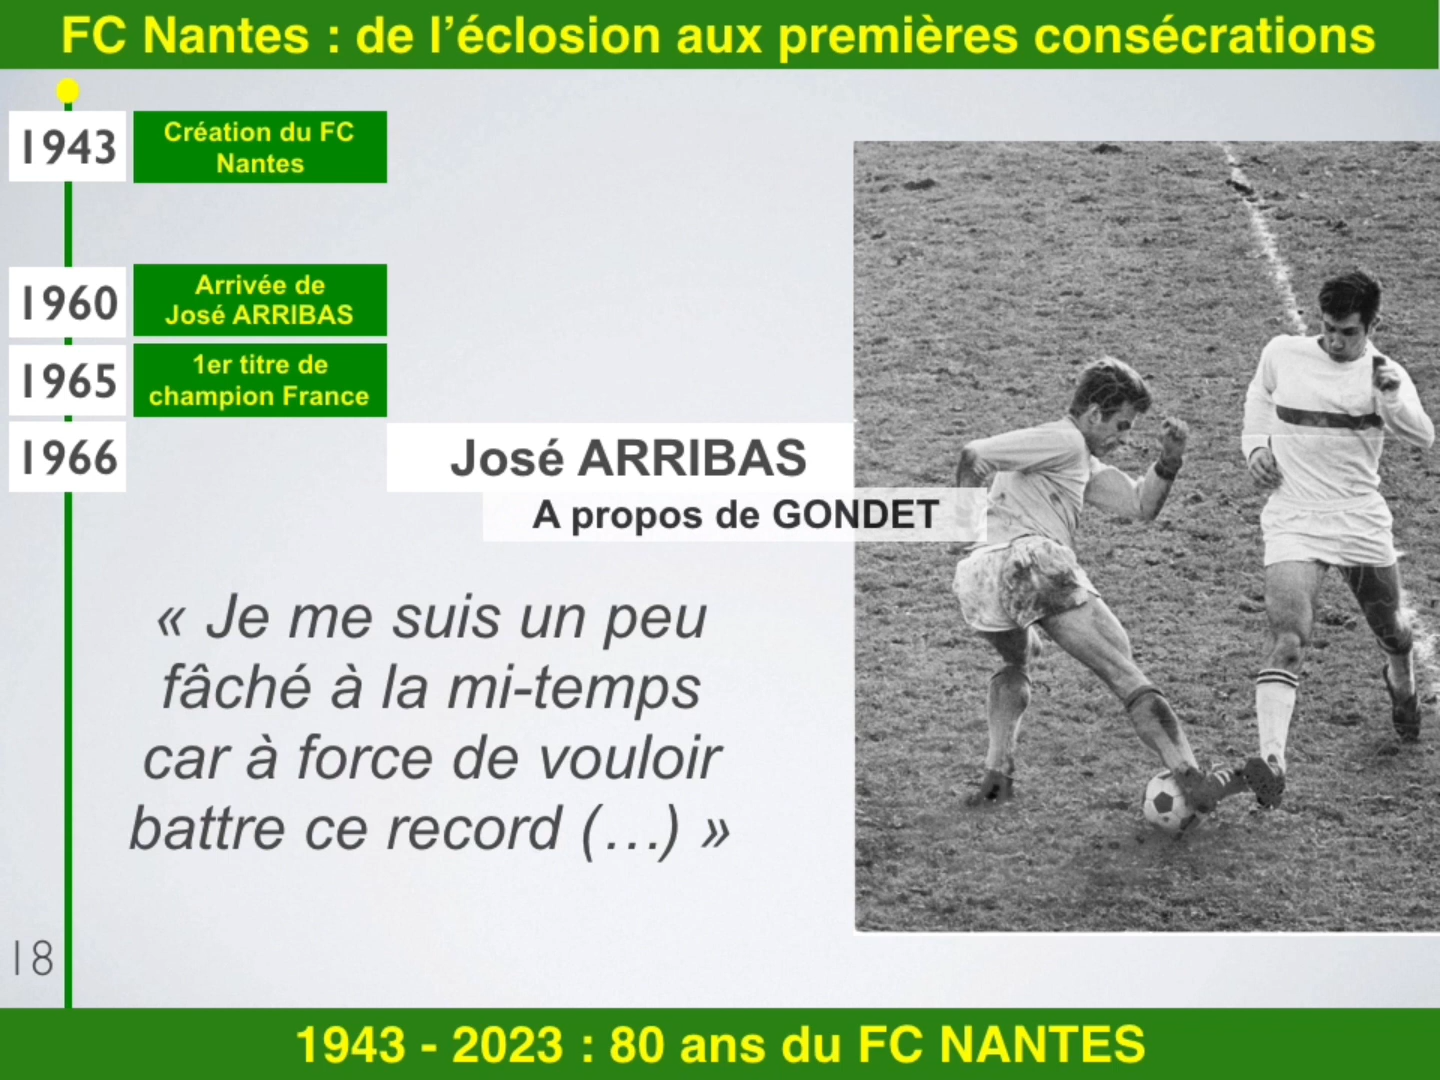 FC Nantes : de l’éclosion aux premières consécrations
1943
Création du FC
Nantes
1960
Arrivée de
José ARRIBAS
1965
1er titre de
champion France
1966
José ARRIBAS
A propos de GONDET
« Je me suis un peu
fâché à la mi-temps
car à force de vouloir
battre ce record (…) »
18
1943 - 2023 : 80 ans du FC NANTES